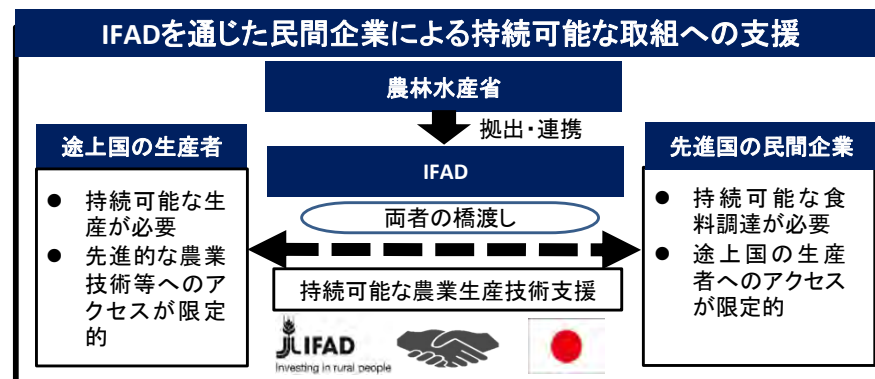 IFADを通じた民間企業による持続可能な取組への支援
農林水産省
拠出・連携
IFAD
両者の橋渡し
持続可能な農業生産技術支援
途上国の生産者
● 持続可能な生
産が必要
● 先進的な農業
技術等へのア
クセスが限定
的
先進国の民間企業
● 持続可能な食
料調達が必要
● 途上国の生産
者へのアクセス
が限定的
JLIFAD
Investing in rural people